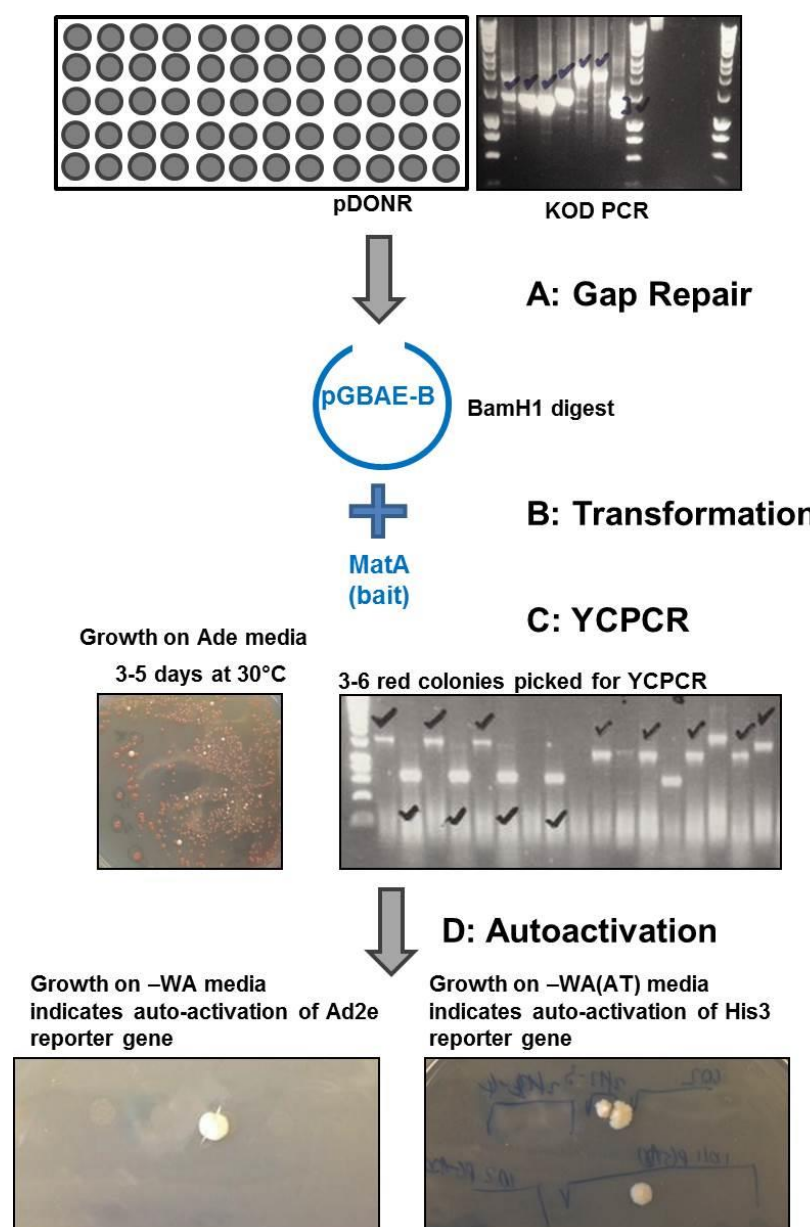 pDONR
KOD PCR
A: Gap Repair
pGBAE-B
BamH1 digest
B: Transformation
MatA
(bait)
C: YCPCR
Growth on Ade media
3-5 days at 30°C
3-6 red colonies picked for YCPCR
D: Autoactivation
Growth on –WA media
indicates auto-activation of Ad2e
reporter gene
Growth on –WA(AT) media
indicates auto-activation of His3
reporter gene